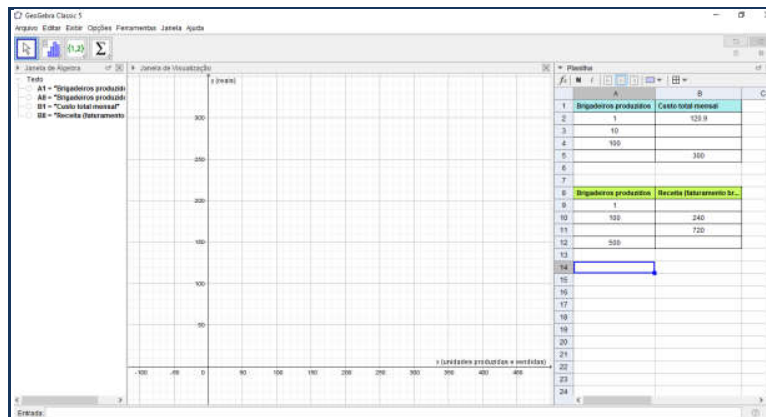 GeoGebra Classic 5
Arquivo Editar Exibir Opções Ferramentas Janela Ajuda
{1,2} Σ
Janela de Álgebra
Janela de Visualização
Planilha
Texto
A1 = "Brigadeiros produzido
A8 = "Brigadeiros produzido
B1 = "Custo total mensal"
B8 = "Receita (faturamento
y (reais)
300
250
200
150
100
50
x (unidades produzidas e vendidas)
-100 -50 0 50 100 150 200 250 300 350 400 450
fx N I
A B C
1 Brigadeiros produzidos Custo total mensal
2 1 120.9
3 10
4 100
5 300
6
7
8 Brigadeiros produzidos Receita (faturamento br...
9 1
10 100 240
11 720
12 500
13
14
15
16
17
18
19
20
21
22
23
24
Entrada: